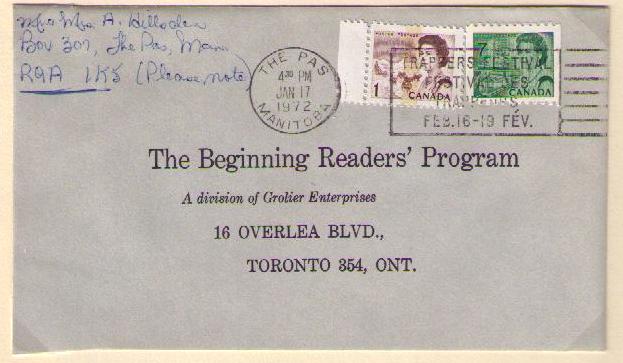 Mrs A.
Box 307, The Pas, Man
R9A 1K5 (Please note)
THE PAS
4:30 PM
JAN 17
1972
MANITOBA
POSTES POSTAGE
1
CANADA
7
CANADA
TRAPPERS FESTIVAL
FESTIVAL DES
TRAPPEURS
FEB. 16-19 FÉV.
The Beginning Readers' Program
A division of Grolier Enterprises
16 OVERLEA BLVD.,
TORONTO 354, ONT.